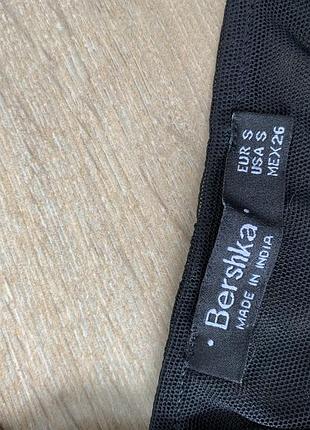 · Bershka ·
MADE IN INDIA
EUR S
USA S
MEX 26